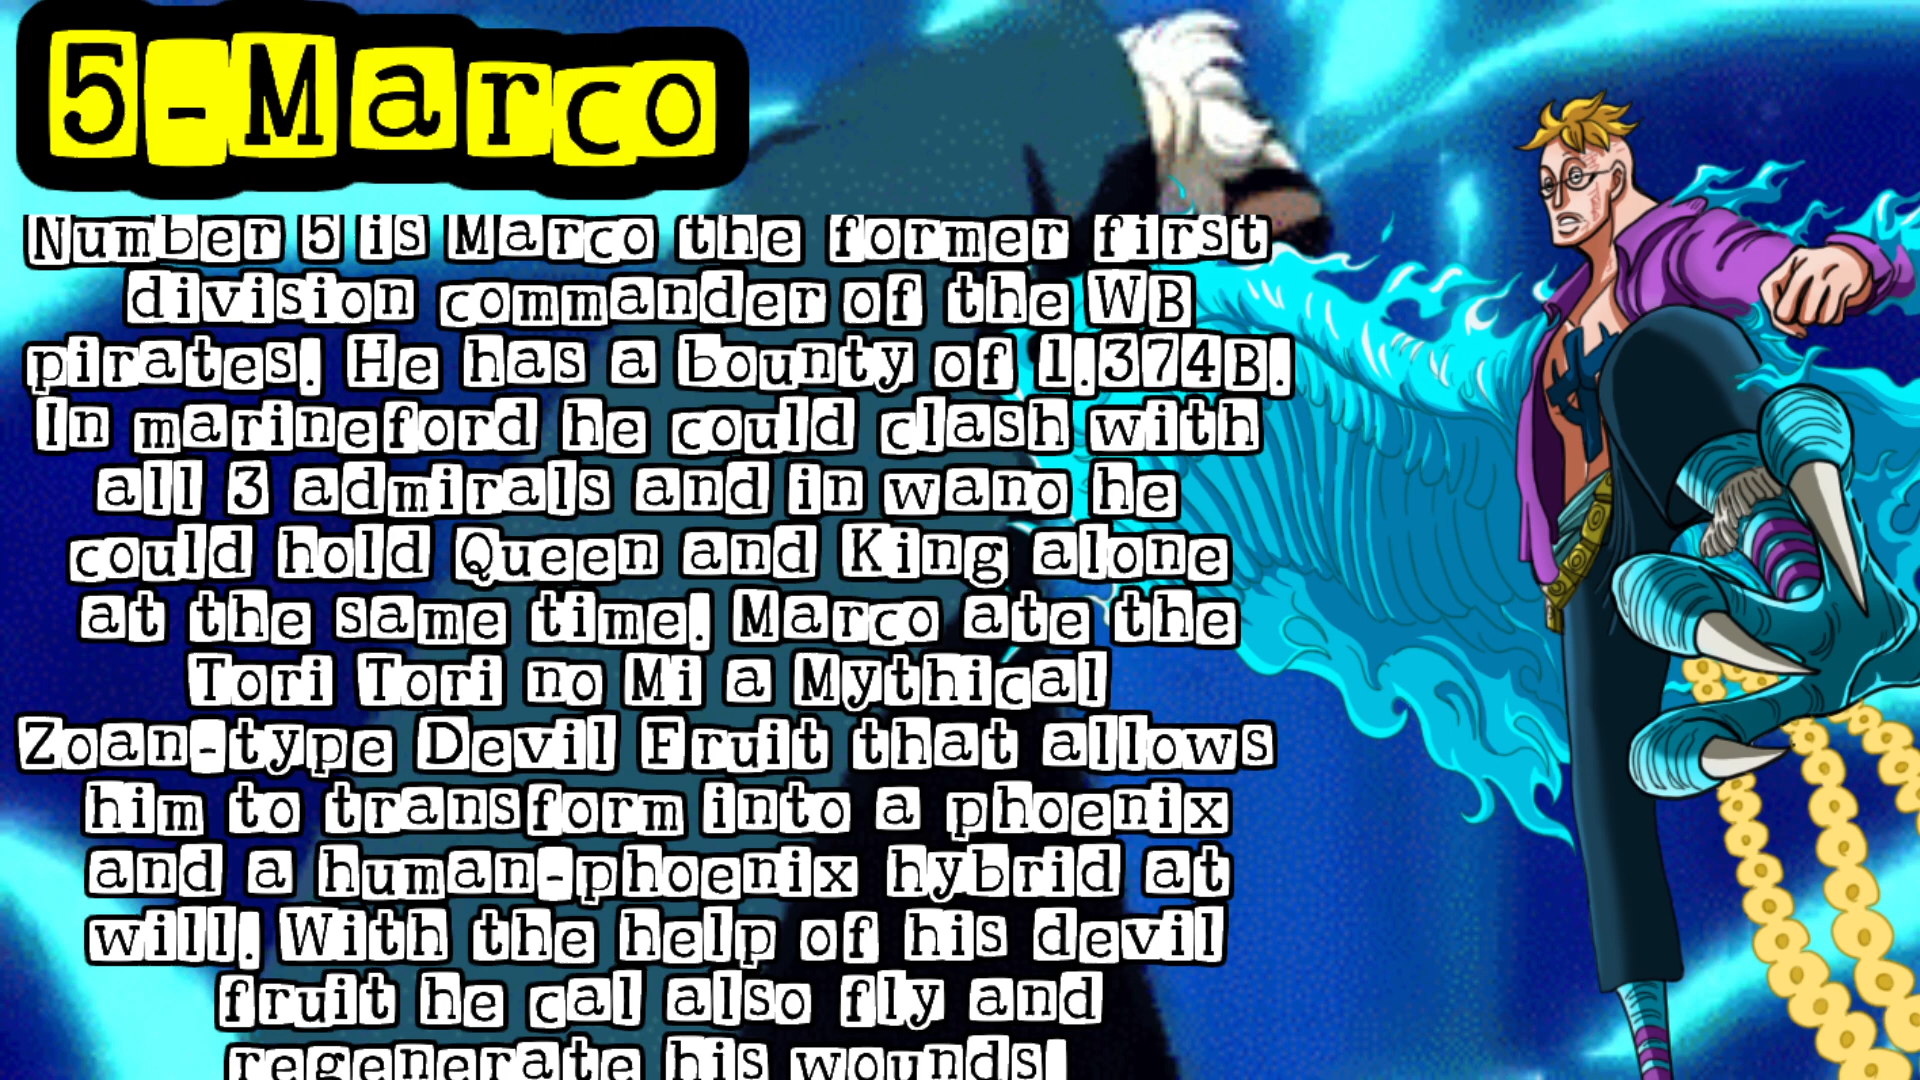 5-Marco
Number 5 is Marco the former first
division commander of the WB
pirates. He has a bounty of 1.374B.
In marineford he could clash with
all 3 admirals and in wano he
could hold Queen and King alone
at the same time. Marco ate the
Tori Tori no Mi a Mythical
Zoan-type Devil Fruit that allows
him to transform into a phoenix
and a human-phoenix hybrid at
will. With the help of his devil
fruit he cal also fly and
regenerate his wounds.